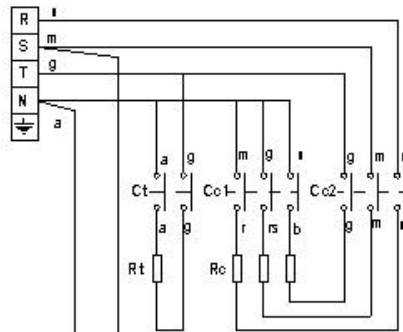 R
S m
T g
N
a
a g m g g m
Ct Cc1 Cc2
a g r rs b g m
Rt Rc